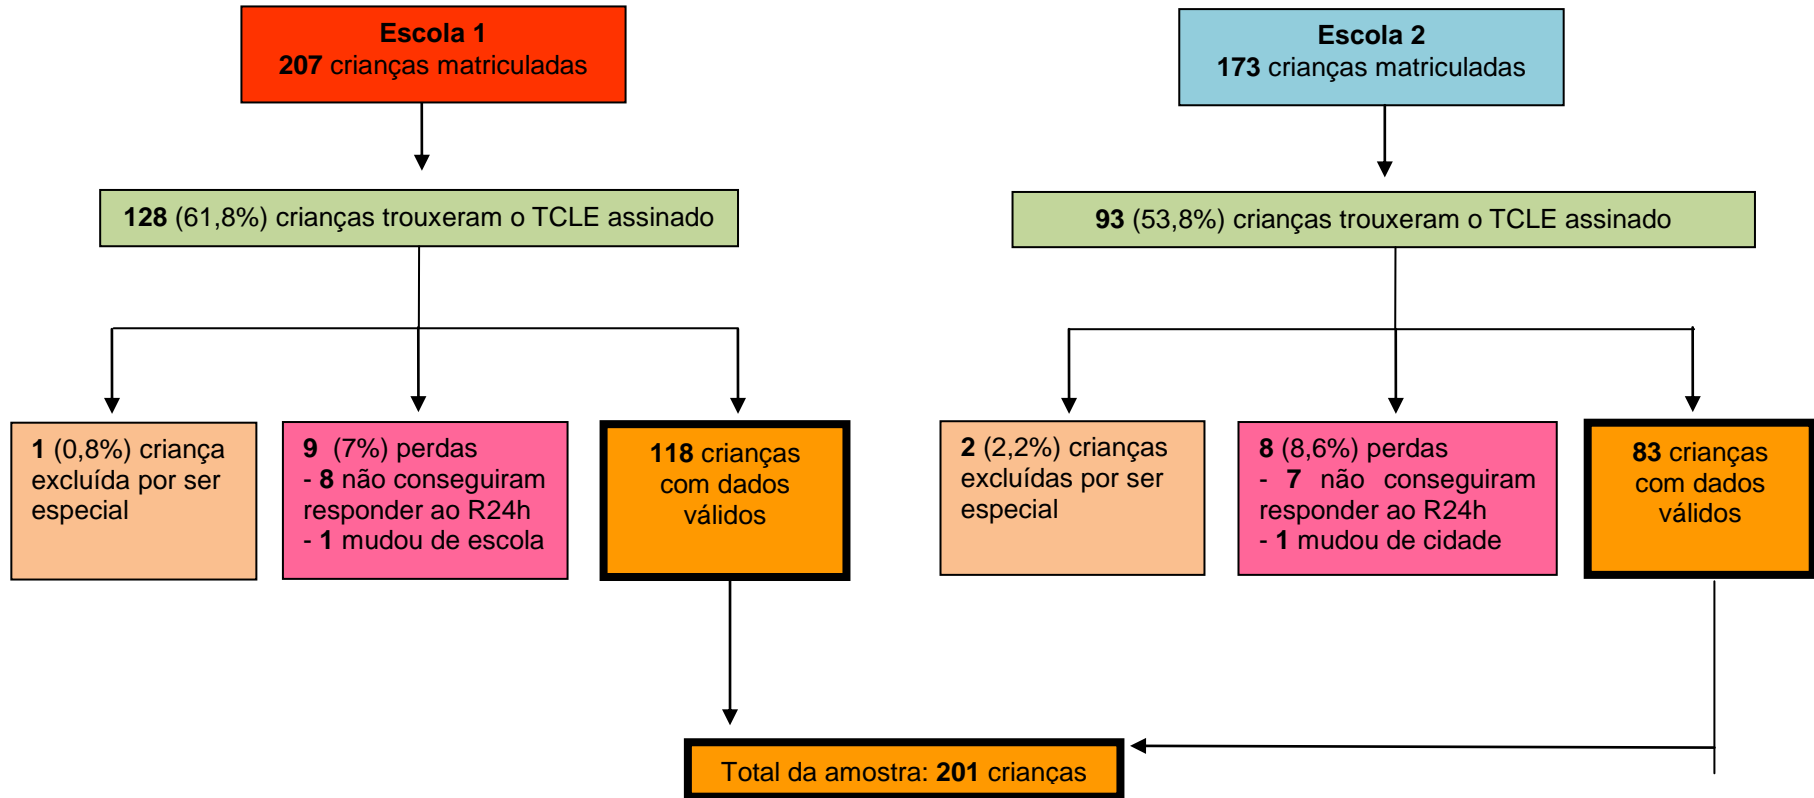 Escola 1
207 crianças matriculadas
Escola 2
173 crianças matriculadas
128 (61,8%) crianças trouxeram o TCLE assinado
93 (53,8%) crianças trouxeram o TCLE assinado
1 (0,8%) criança
excluída por ser
especial
9 (7%) perdas
- 8 não conseguiram
responder ao R24h
- 1 mudou de escola
118 crianças
com dados
válidos
2 (2,2%) crianças
excluídas por ser
especial
8 (8,6%) perdas
- 7 não conseguiram
responder ao R24h
- 1 mudou de cidade
83 crianças
com dados
válidos
Total da amostra: 201 crianças